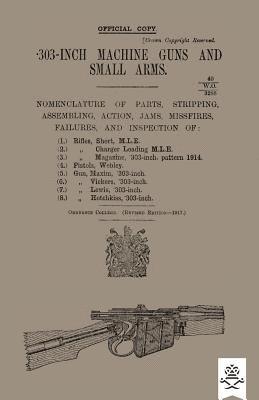 OFFICIAL COPY.
[Crown Copyright Reserved.
·303-INCH MACHINE GUNS AND
SMALL ARMS.
40
W.O.
3255
NOMENCLATURE OF PARTS, STRIPPING,
ASSEMBLING, ACTION, JAMS, MISSFIRES,
FAILURES, AND INSPECTION OF:
(1.) Rifles, Short, M.L.E.
(2.) „ Charger Loading M.L.E.
(3.) „ Magazine, ·303-inch. pattern 1914.
(4.) Pistols, Webley.
(5.) Gun, Maxim, ·303-inch.
(6.) „ Vickers, ·303-inch.
(7.) „ Lewis, ·303-inch.
(8.) „ Hotchkiss, ·303-inch.
ORDNANCE COLLEGE. (REVISED EDITION—1917.)